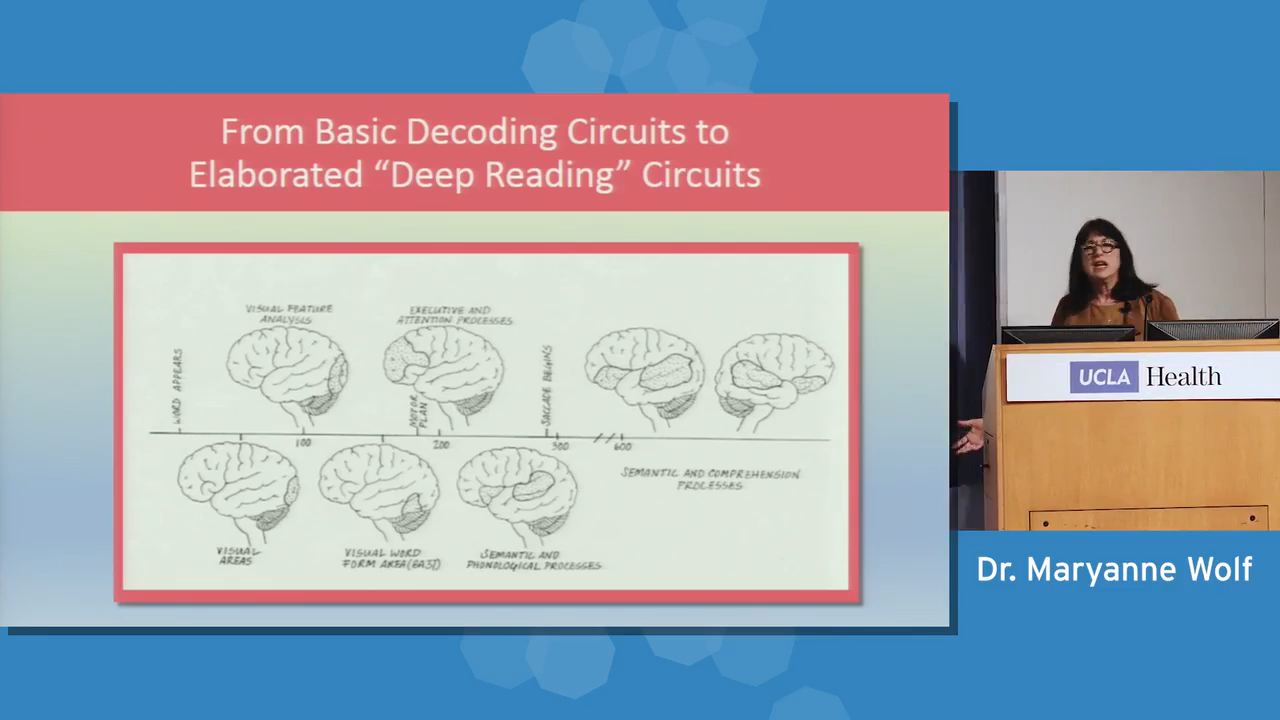 From Basic Decoding Circuits to
Elaborated “Deep Reading” Circuits
VISUAL FEATURE
ANALYSIS
EXECUTIVE AND
ATTENTION PROCESSES
WORD APPEARS
MOTOR
PLAN
SACCADE BEGINS
100
200
300
600
SEMANTIC AND COMPREHENSION
PROCESSES
VISUAL
AREAS
VISUAL WORD
FORM AREA (BA37)
SEMANTIC AND
PHONOLOGICAL PROCESSES
UCLA Health
Dr. Maryanne Wolf